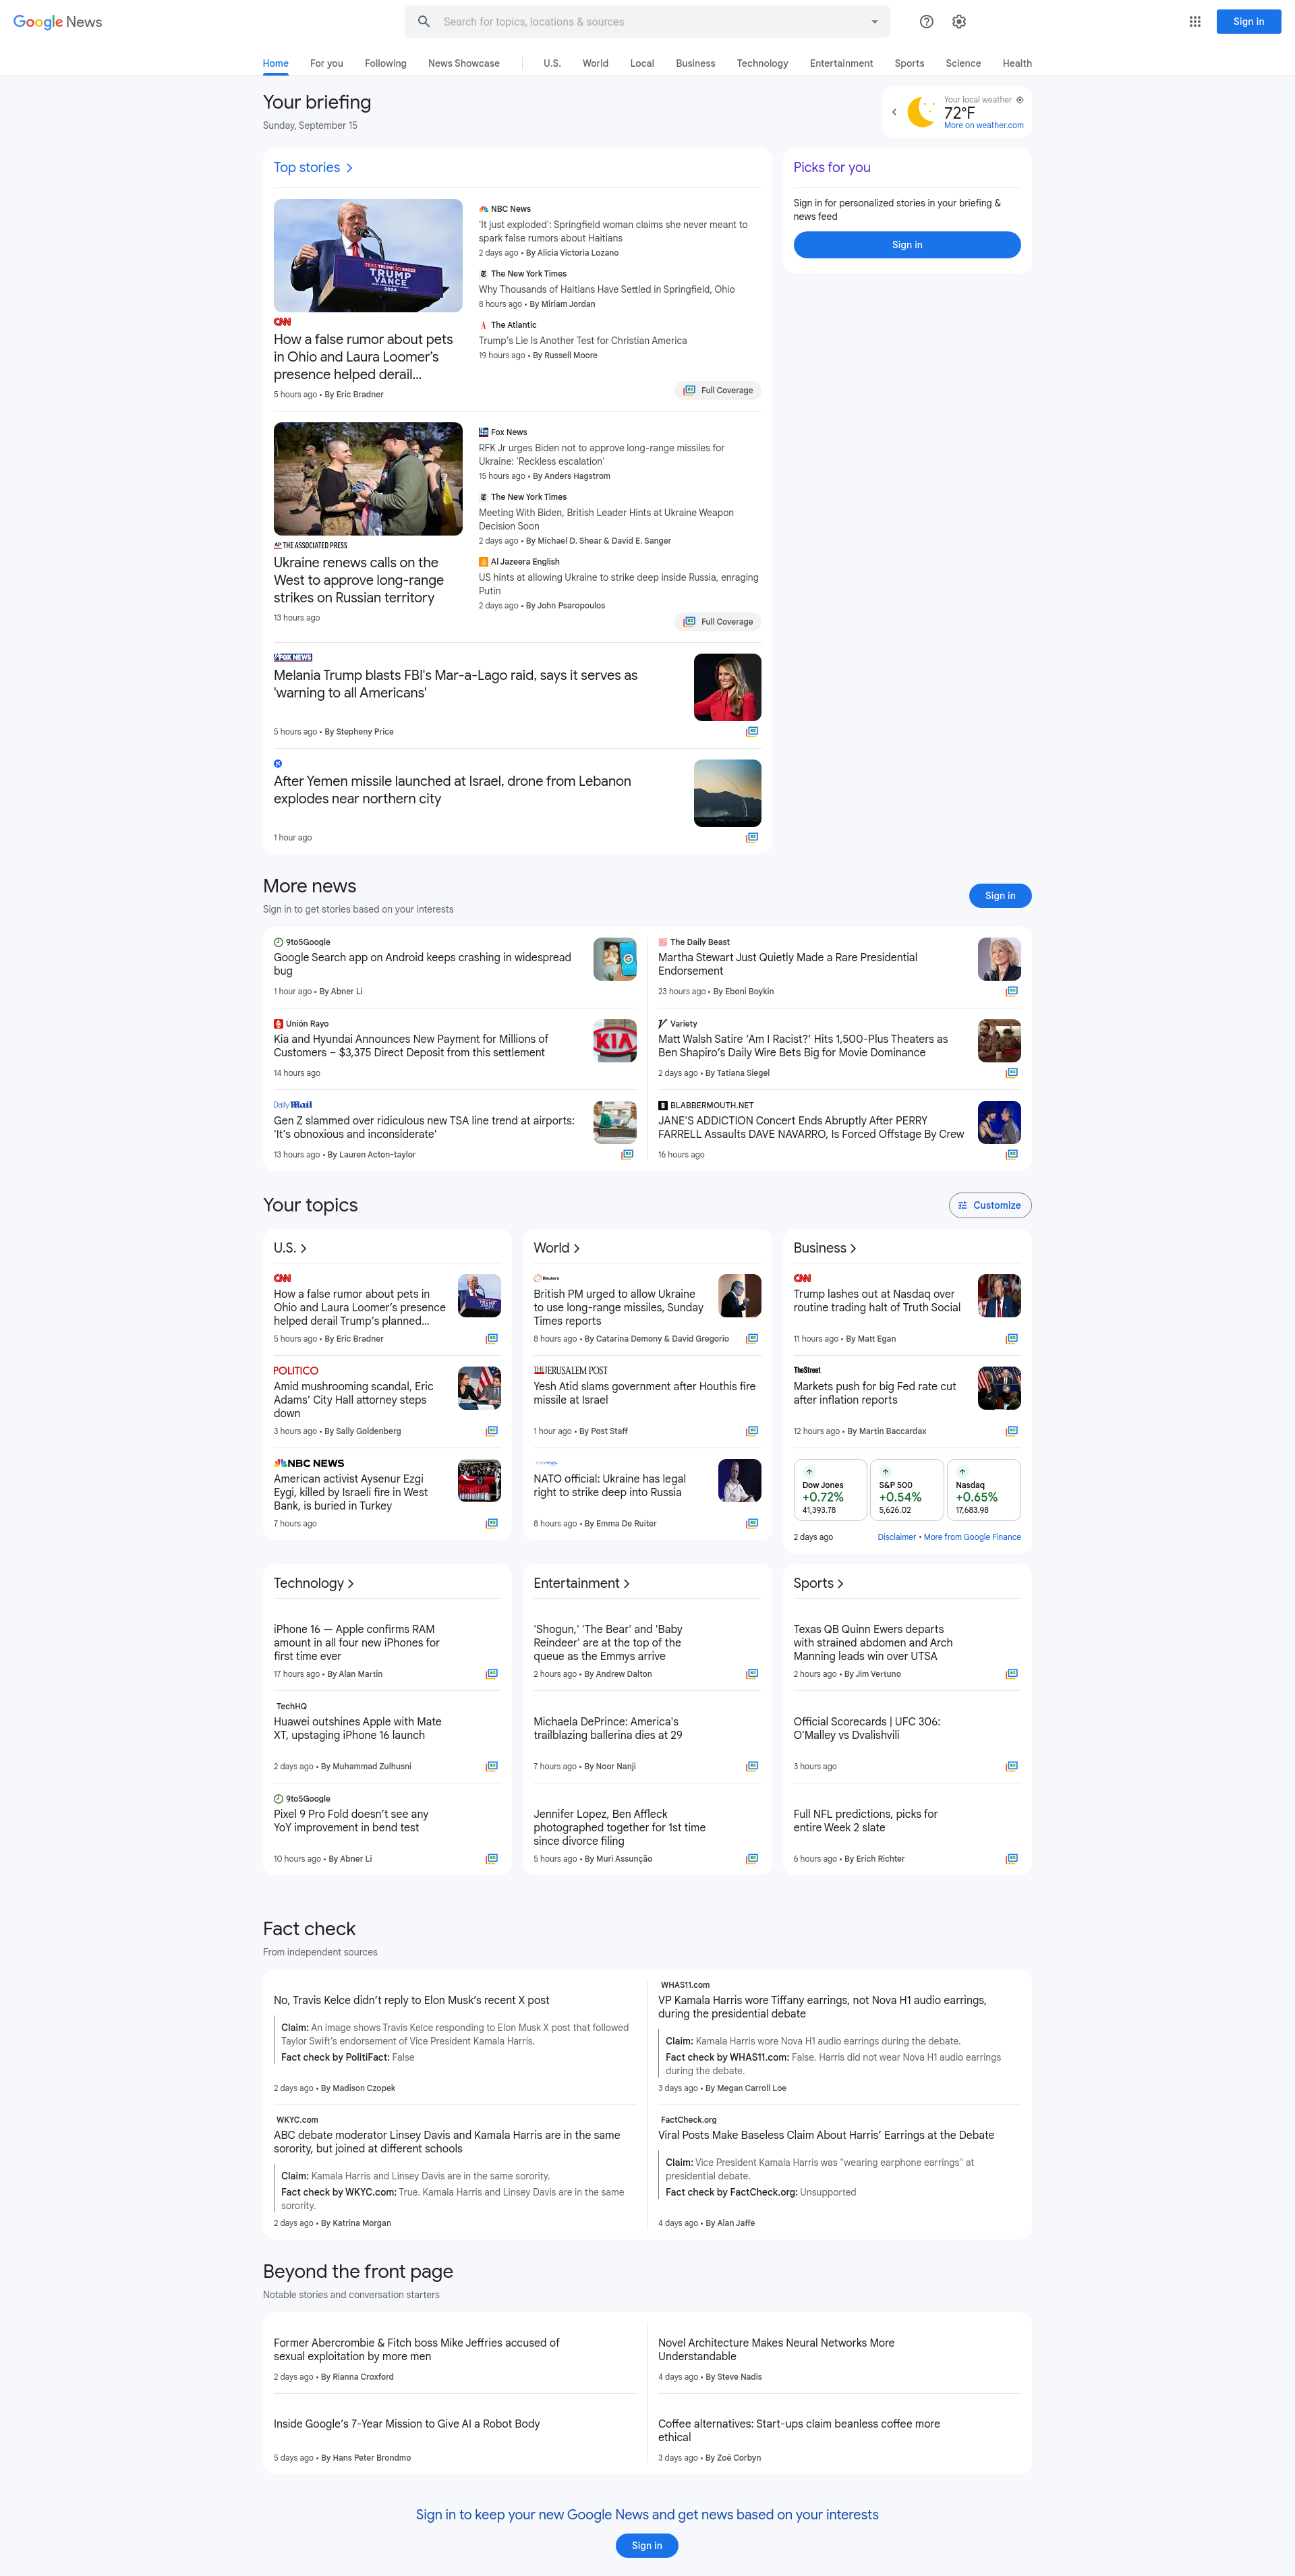 Google News
Search for topics, locations & sources
Sign in
Home
For you
Following
News Showcase
U.S.
World
Local
Business
Technology
Entertainment
Sports
Science
Health
Your briefing
Sunday, September 15
Your local weather
72°F
More on weather.com
Top stories
TEXT TRUMP TO 88022
TRUMP
VANCE
2024
CNN
How a false rumor about pets
in Ohio and Laura Loomer's
presence helped derail...
5 hours ago • By Eric Bradner
NBC News
'It just exploded': Springfield woman claims she never meant to
spark false rumors about Haitians
2 days ago • By Alicia Victoria Lozano
The New York Times
Why Thousands of Haitians Have Settled in Springfield, Ohio
8 hours ago • By Miriam Jordan
The Atlantic
Trump's Lie Is Another Test for Christian America
19 hours ago • By Russell Moore
Full Coverage
AP THE ASSOCIATED PRESS
Ukraine renews calls on the
West to approve long-range
strikes on Russian territory
13 hours ago
Fox News
RFK Jr urges Biden not to approve long-range missiles for
Ukraine: 'Reckless escalation'
15 hours ago • By Anders Hagstrom
The New York Times
Meeting With Biden, British Leader Hints at Ukraine Weapon
Decision Soon
2 days ago • By Michael D. Shear & David E. Sanger
Al Jazeera English
US hints at allowing Ukraine to strike deep inside Russia, enraging
Putin
2 days ago • By John Psaropoulos
Full Coverage
FOX NEWS
Melania Trump blasts FBI's Mar-a-Lago raid, says it serves as
'warning to all Americans'
5 hours ago • By Stepheny Price
After Yemen missile launched at Israel, drone from Lebanon
explodes near northern city
1 hour ago
Picks for you
Sign in for personalized stories in your briefing &
news feed
Sign in
More news
Sign in to get stories based on your interests
Sign in
9to5Google
Google Search app on Android keeps crashing in widespread
bug
1 hour ago • By Abner Li
Unión Rayo
Kia and Hyundai Announces New Payment for Millions of
Customers – $3,375 Direct Deposit from this settlement
14 hours ago
KIA
Daily Mail
Gen Z slammed over ridiculous new TSA line trend at airports:
'It's obnoxious and inconsiderate'
13 hours ago • By Lauren Acton-taylor
The Daily Beast
Martha Stewart Just Quietly Made a Rare Presidential
Endorsement
23 hours ago • By Eboni Boykin
Variety
Matt Walsh Satire ‘Am I Racist?’ Hits 1,500-Plus Theaters as
Ben Shapiro's Daily Wire Bets Big for Movie Dominance
2 days ago • By Tatiana Siegel
BLABBERMOUTH.NET
JANE'S ADDICTION Concert Ends Abruptly After PERRY
FARRELL Assaults DAVE NAVARRO, Is Forced Offstage By Crew
16 hours ago
Your topics
Customize
U.S.
CNN
How a false rumor about pets in
Ohio and Laura Loomer's presence
helped derail Trump's planned...
5 hours ago • By Eric Bradner
POLITICO
Amid mushrooming scandal, Eric
Adams' City Hall attorney steps
down
3 hours ago • By Sally Goldenberg
NBC NEWS
American activist Aysenur Ezgi
Eygi, killed by Israeli fire in West
Bank, is buried in Turkey
7 hours ago
World
Reuters
British PM urged to allow Ukraine
to use long-range missiles, Sunday
Times reports
8 hours ago • By Catarina Demony & David Gregorio
THE JERUSALEM POST
Yesh Atid slams government after Houthis fire
missile at Israel
1 hour ago • By Post Staff
NATO official: Ukraine has legal
right to strike deep into Russia
8 hours ago • By Emma De Ruiter
Business
CNN
Trump lashes out at Nasdaq over
routine trading halt of Truth Social
11 hours ago • By Matt Egan
TheStreet
Markets push for big Fed rate cut
after inflation reports
12 hours ago • By Martin Baccardax
Dow Jones
+0.72%
41,393.78
S&P 500
+0.54%
5,626.02
Nasdaq
+0.65%
17,683.98
2 days ago
Disclaimer • More from Google Finance
Technology
iPhone 16 — Apple confirms RAM
amount in all four new iPhones for
first time ever
17 hours ago • By Alan Martin
TechHQ
Huawei outshines Apple with Mate
XT, upstaging iPhone 16 launch
2 days ago • By Muhammad Zulhusni
9to5Google
Pixel 9 Pro Fold doesn't see any
YoY improvement in bend test
10 hours ago • By Abner Li
Entertainment
'Shogun,' 'The Bear' and 'Baby
Reindeer' are at the top of the
queue as the Emmys arrive
2 hours ago • By Andrew Dalton
Michaela DePrince: America's
trailblazing ballerina dies at 29
7 hours ago • By Noor Nanji
Jennifer Lopez, Ben Affleck
photographed together for 1st time
since divorce filing
5 hours ago • By Muri Assunção
Sports
Texas QB Quinn Ewers departs
with strained abdomen and Arch
Manning leads win over UTSA
2 hours ago • By Jim Vertuno
Official Scorecards | UFC 306:
O'Malley vs Dvalishvili
3 hours ago
Full NFL predictions, picks for
entire Week 2 slate
6 hours ago • By Erich Richter
Fact check
From independent sources
No, Travis Kelce didn't reply to Elon Musk's recent X post
Claim: An image shows Travis Kelce responding to Elon Musk X post that followed
Taylor Swift's endorsement of Vice President Kamala Harris.
Fact check by PolitiFact: False
2 days ago • By Madison Czopek
WKYC.com
ABC debate moderator Linsey Davis and Kamala Harris are in the same
sorority, but joined at different schools
Claim: Kamala Harris and Linsey Davis are in the same sorority.
Fact check by WKYC.com: True. Kamala Harris and Linsey Davis are in the same
sorority.
2 days ago • By Katrina Morgan
WHAS11.com
VP Kamala Harris wore Tiffany earrings, not Nova H1 audio earrings,
during the presidential debate
Claim: Kamala Harris wore Nova H1 audio earrings during the debate.
Fact check by WHAS11.com: False. Harris did not wear Nova H1 audio earrings
during the debate.
3 days ago • By Megan Carroll Loe
FactCheck.org
Viral Posts Make Baseless Claim About Harris' Earrings at the Debate
Claim: Vice President Kamala Harris was "wearing earphone earrings" at
presidential debate.
Fact check by FactCheck.org: Unsupported
4 days ago • By Alan Jaffe
Beyond the front page
Notable stories and conversation starters
Former Abercrombie & Fitch boss Mike Jeffries accused of
sexual exploitation by more men
2 days ago • By Rianna Croxford
Inside Google's 7-Year Mission to Give AI a Robot Body
5 days ago • By Hans Peter Brondmo
Novel Architecture Makes Neural Networks More
Understandable
4 days ago • By Steve Nadis
Coffee alternatives: Start-ups claim beanless coffee more
ethical
3 days ago • By Zoë Corbyn
Sign in to keep your new Google News and get news based on your interests
Sign in